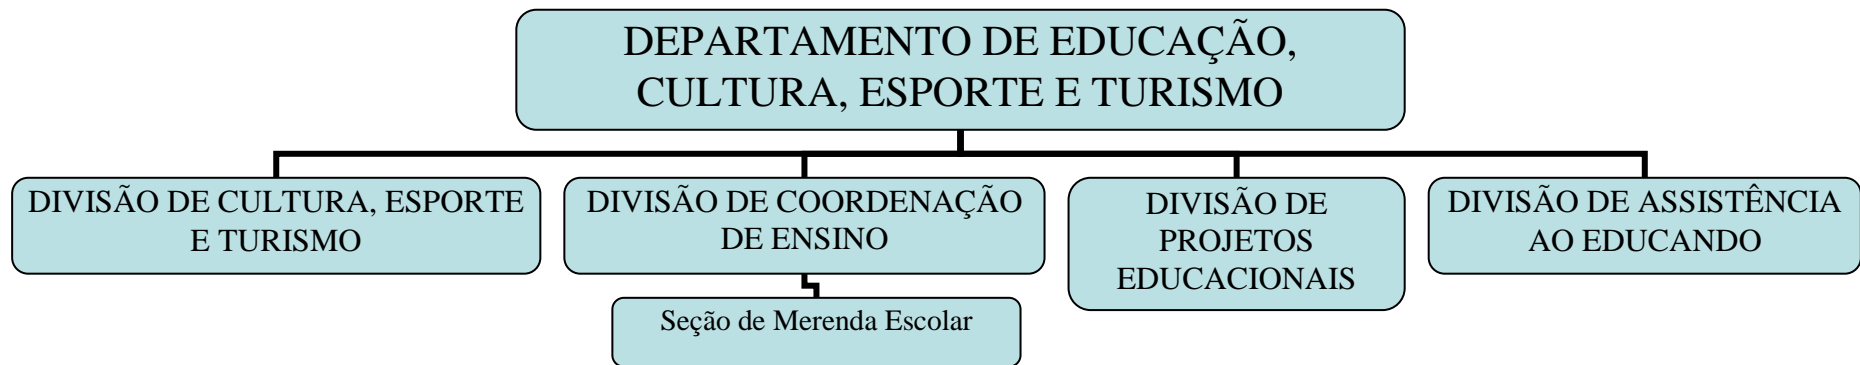 DEPARTAMENTO DE EDUCAÇÃO,
CULTURA, ESPORTE E TURISMO
DIVISÃO DE CULTURA, ESPORTE
E TURISMO
DIVISÃO DE COORDENAÇÃO
DE ENSINO
DIVISÃO DE
PROJETOS
EDUCACIONAIS
DIVISÃO DE ASSISTÊNCIA
AO EDUCANDO
Seção de Merenda Escolar